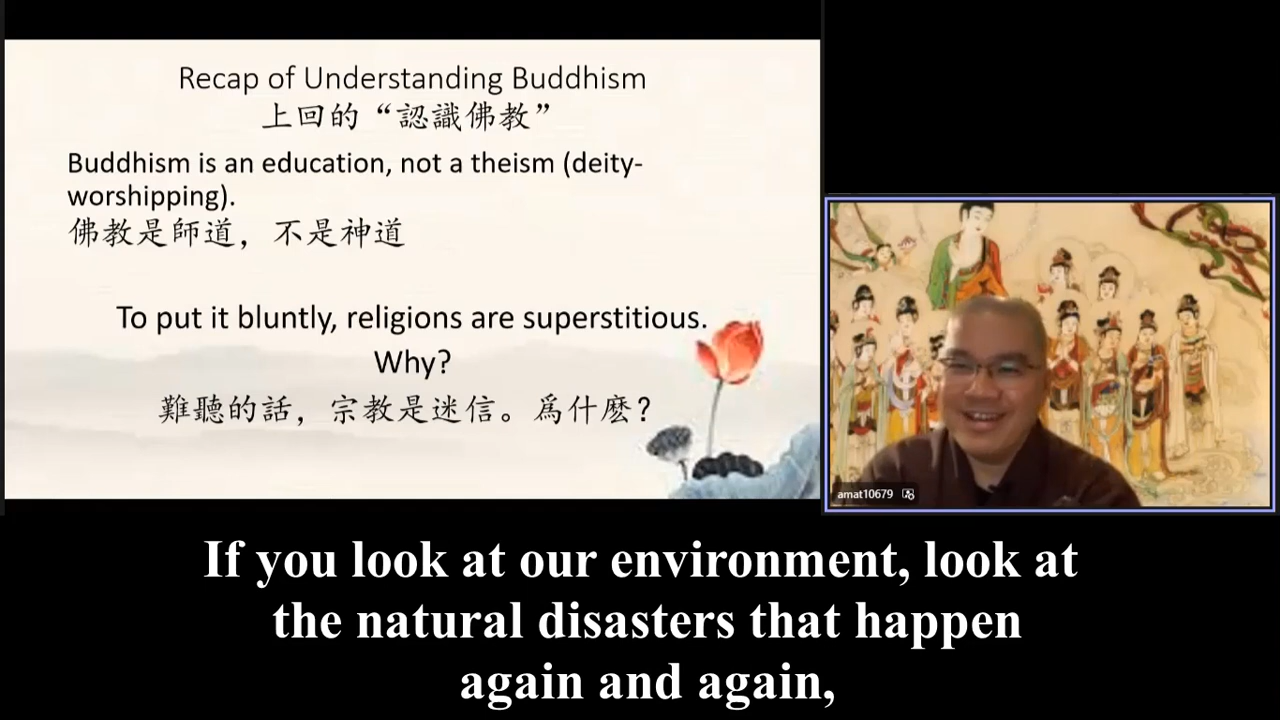 Recap of Understanding Buddhism
上回的“認識佛教”
Buddhism is an education, not a theism (deity-
worshipping).
佛教是師道，不是神道
To put it bluntly, religions are superstitious.
Why?
難聽的話，宗教是迷信。爲什麽？
amat10679
If you look at our environment, look at
the natural disasters that happen
again and again,